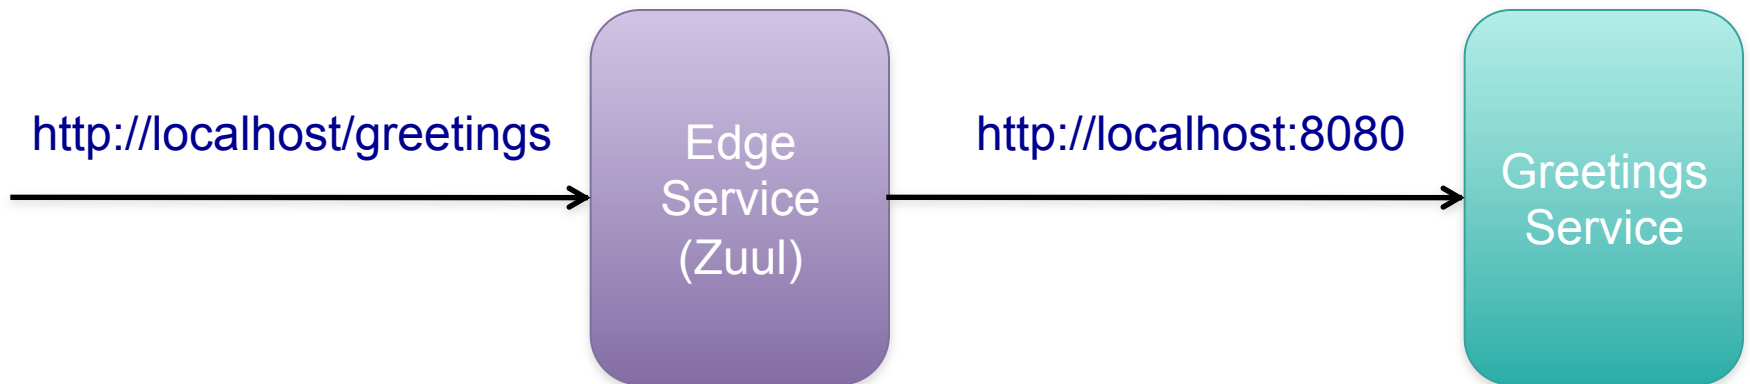 http://localhost/greetings
Edge
Service
(Zuul)
http://localhost:8080
Greetings
Service